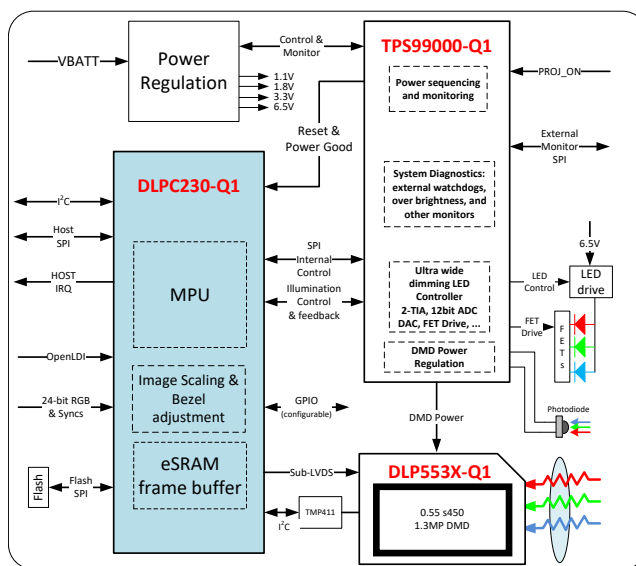 VBATT
Power
Regulation
Control &
Monitor
1.1V
1.8V
3.3V
6.5V
Reset &
Power Good
TPS99000-Q1
Power sequencing
and monitoring
System Diagnostics:
external watchdogs,
over brightness, and
other monitors
Ultra wide
dimming LED
Controller
2-TIA, 12bit ADC
DAC, FET Drive, ...
DMD Power
Regulation
PROJ_ON
External
Monitor
SPI
6.5V
LED
Control
LED
drive
FET
Drive
FETs
Photodiode
DLPC230-Q1
MPU
Image Scaling &
Bezel
adjustment
eSRAM
frame buffer
I²C
Host
SPI
HOST
IRQ
OpenLDI
24-bit RGB
& Syncs
Flash
Flash
SPI
SPI
Internal
Control
Illumination
Control
& feedback
GPIO
(configurable)
DMD Power
Sub-LVDS
I²C
TMP411
DLP553X-Q1
0.55 s450
1.3MP DMD